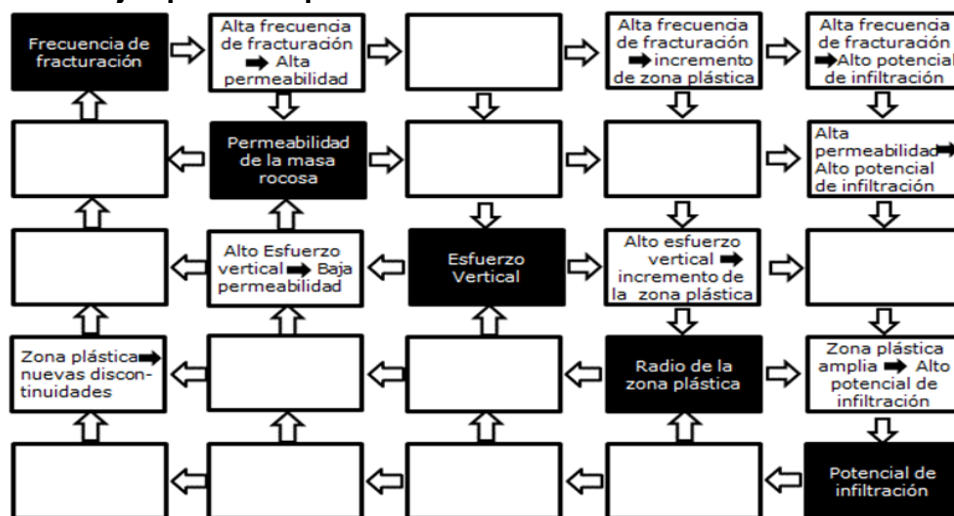 Frecuencia de
fracturación
Alta frecuencia
de fracturación
➡ Alta
permeabilidad
Alta frecuencia
de fracturación
➡ incremento
de zona plástica
Alta frecuencia
de fracturación
➡Alto potencial
de infiltración
Permeabilidad
de la masa
rocosa
Alta
permeabilidad➡
Alto potencial
de infiltración
Alto Esfuerzo
vertical ➡ Baja
permeabilidad
Esfuerzo
Vertical
Alto esfuerzo
vertical ➡
incremento de
la zona plástica
Zona plástica➡
nuevas discon-
tinuidades
Radio de la
zona plástica
Zona plástica
amplia ➡ Alto
potencial de
infiltración
Potencial de
infiltración